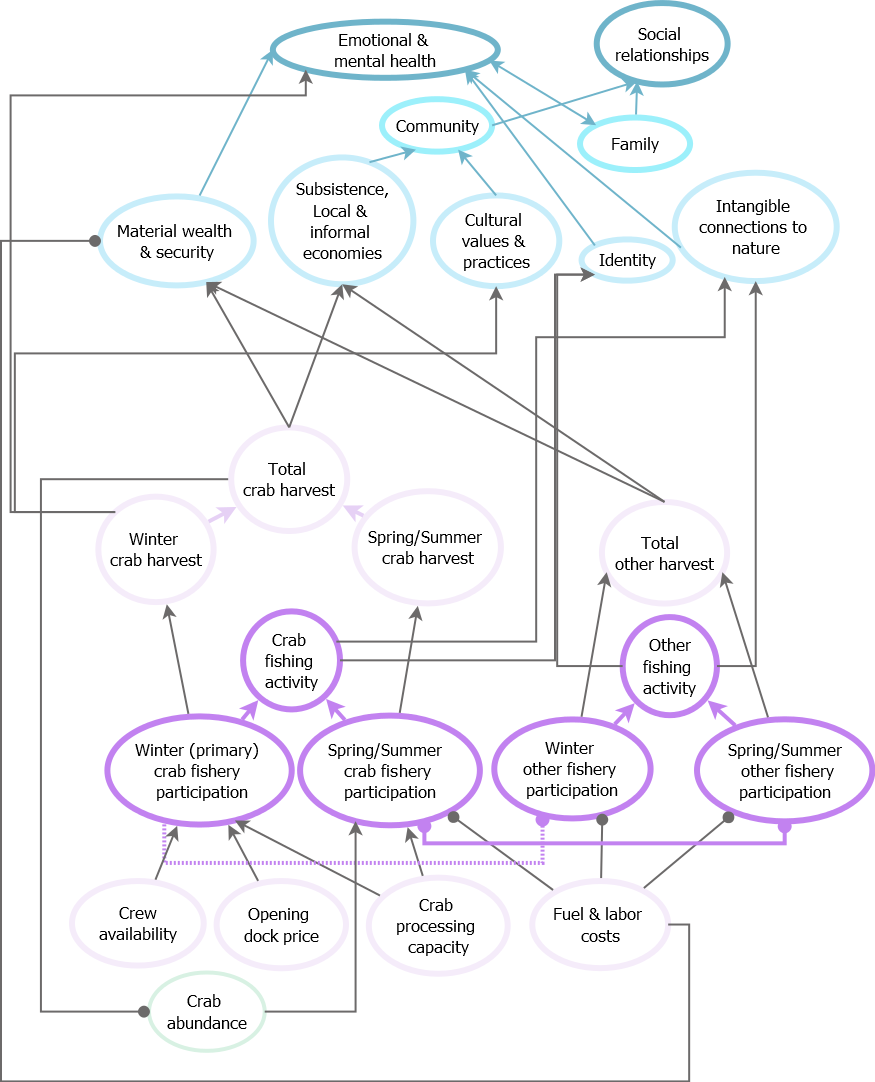 Emotional &
mental health
Social
relationships
Community
Family
Material wealth
& security
Subsistence,
Local &
informal
economies
Cultural
values &
practices
Identity
Intangible
connections to
nature
Total
crab harvest
Winter
crab harvest
Spring/Summer
crab harvest
Total
other harvest
Crab
fishing
activity
Other
fishing
activity
Winter (primary)
crab fishery
participation
Spring/Summer
crab fishery
participation
Winter
other fishery
participation
Spring/Summer
other fishery
participation
Crew
availability
Opening
dock price
Crab
processing
capacity
Fuel & labor
costs
Crab
abundance